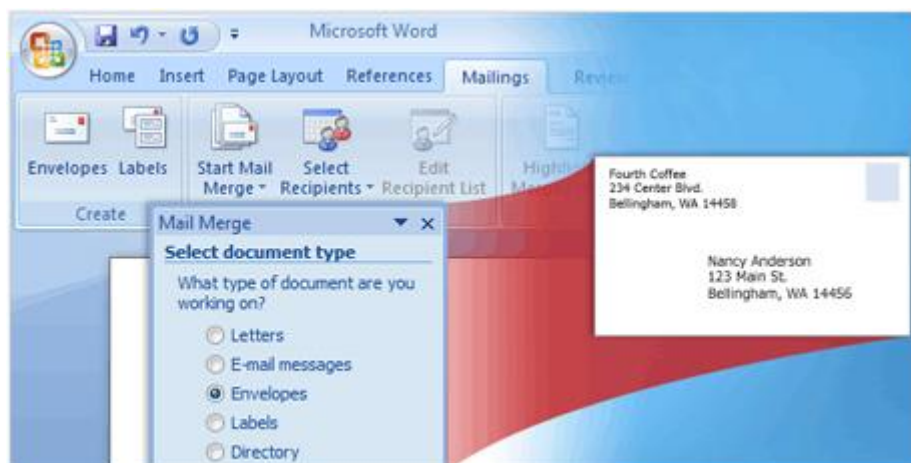 Microsoft Word
Home Insert Page Layout References Mailings Review
Envelopes Labels Start Mail Merge Select Recipients Edit Recipient List
Create
Mail Merge
Select document type
What type of document are you
working on?
Letters
E-mail messages
Envelopes
Labels
Directory
Fourth Coffee
234 Center Blvd.
Bellingham, WA 14458
Nancy Anderson
123 Main St.
Bellingham, WA 14456